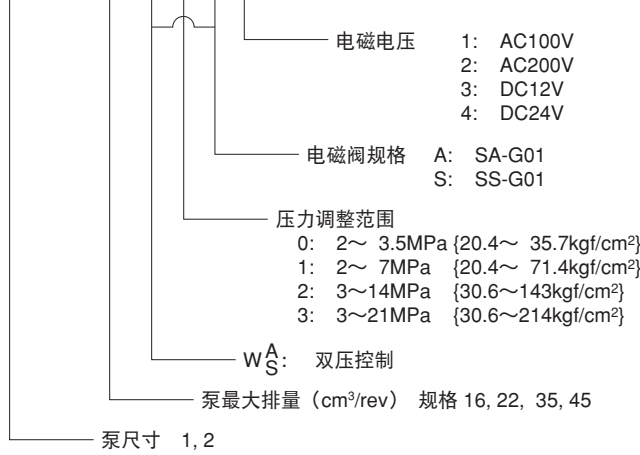 电磁电压 1: AC100V
2: AC200V
3: DC12V
4: DC24V
电磁阀规格 A: SA-G01
S: SS-G01
压力调整范围
0: 2～ 3.5MPa {20.4～ 35.7kgf/cm²}
1: 2～ 7MPa {20.4～ 71.4kgf/cm²}
2: 3～14MPa {30.6～143kgf/cm²}
3: 3～21MPa {30.6～214kgf/cm²}
W A S : 双压控制
泵最大排量（cm³/rev） 规格 16, 22, 35, 45
泵尺寸 1, 2